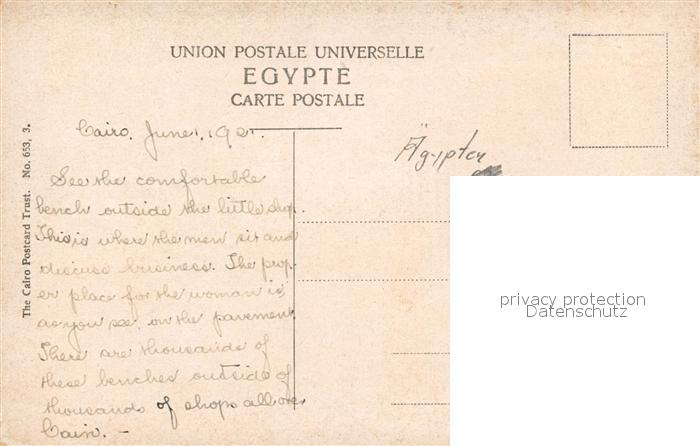 UNION POSTALE UNIVERSELLE
EGYPTE
CARTE POSTALE
Cairo. June 1, 192
Ägypten
See the comfortable
bench outside the little shop.
This is where the men sit and
discuss business. The prop-
er place for the woman is
as you see, on the pavement.
There are thousands of
these benches outside of
thousands of shops all over
Cairo. -
The Cairo Postcard Trust. No. 653, 3.
privacy protection
Datenschutz